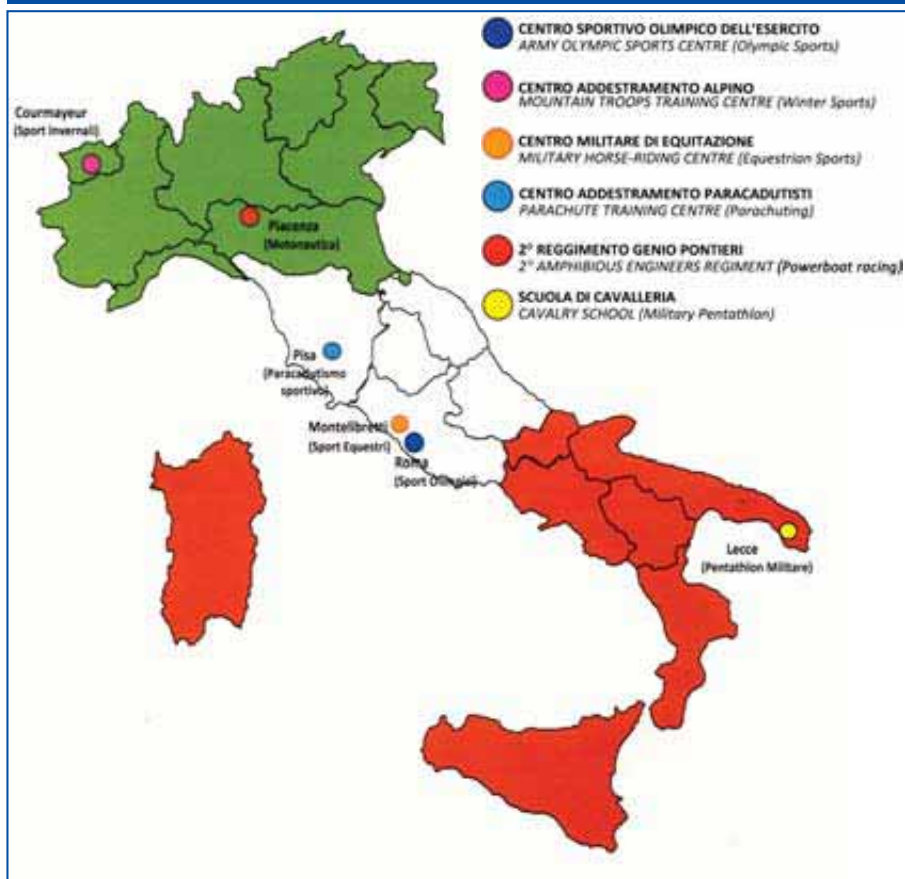 CENTRO SPORTIVO OLIMPICO DELL'ESERCITO
ARMY OLYMPIC SPORTS CENTRE (Olympic Sports)
CENTRO ADDESTRAMENTO ALPINO
MOUNTAIN TROOPS TRAINING CENTRE (Winter Sports)
CENTRO MILITARE DI EQUITAZIONE
MILITARY HORSE-RIDING CENTRE (Equestrian Sports)
CENTRO ADDESTRAMENTO PARACADUTISTI
PARACHUTE TRAINING CENTRE (Parachuting)
2° REGGIMENTO GENIO PONTIERI
2° AMPHIBIOUS ENGINEERS REGIMENT (Powerboat racing)
SCUOLA DI CAVALLERIA
CAVALRY SCHOOL (Military Pentathlon)
Courmayeur
(Sport Invernali)
Piacenza
(Motonautica)
Pisa
(Paracadutismo
sportivo)
Montelibretti
(Sport Equestri)
Roma
(Sport Olimpici)
Lecce
(Pentathlon Militare)